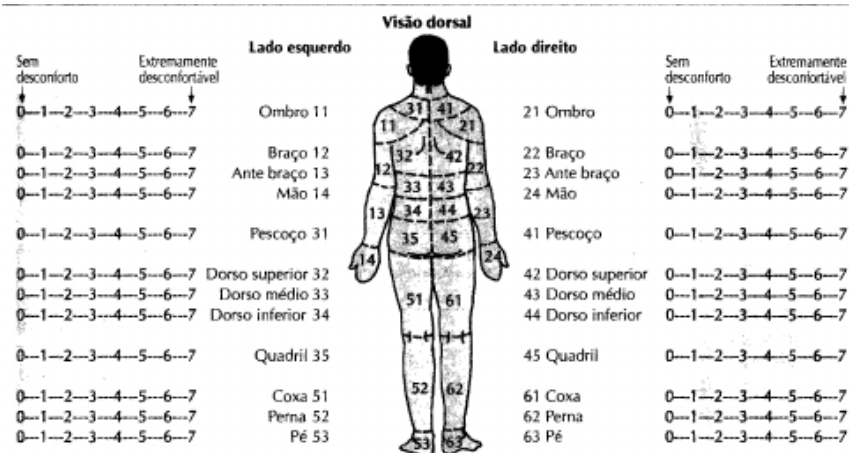 Visão dorsal
Lado esquerdo Lado direito
Sem desconforto Extremamente desconfortável Sem desconforto Extremamente desconfortável
0---1---2---3---4---5---6---7 Ombro 11 31 41 21 Ombro 0---1---2---3---4---5---6---7
11 21
0---1---2---3---4---5---6---7 Braço 12 32 42 22 Braço 0---1---2---3---4---5---6---7
0---1---2---3---4---5---6---7 Ante braço 13 12 22 23 Ante braço 0---1---2---3---4---5---6---7
0---1---2---3---4---5---6---7 Mão 14 33 43 24 Mão 0---1---2---3---4---5---6---7
13 34 44 23
0---1---2---3---4---5---6---7 Pescoço 31 35 45 41 Pescoço 0---1---2---3---4---5---6---7
14 24
0---1---2---3---4---5---6---7 Dorso superior 32 42 Dorso superior 0---1---2---3---4---5---6---7
0---1---2---3---4---5---6---7 Dorso médio 33 51 61 43 Dorso médio 0---1---2---3---4---5---6---7
0---1---2---3---4---5---6---7 Dorso inferior 34 44 Dorso inferior 0---1---2---3---4---5---6---7
0---1---2---3---4---5---6---7 Quadril 35 45 Quadril 0---1---2---3---4---5---6---7
0---1---2---3---4---5---6---7 Coxa 51 52 62 61 Coxa 0---1---2---3---4---5---6---7
0---1---2---3---4---5---6---7 Perna 52 62 Perna 0---1---2---3---4---5---6---7
0---1---2---3---4---5---6---7 Pé 53 53 63 63 Pé 0---1---2---3---4---5---6---7